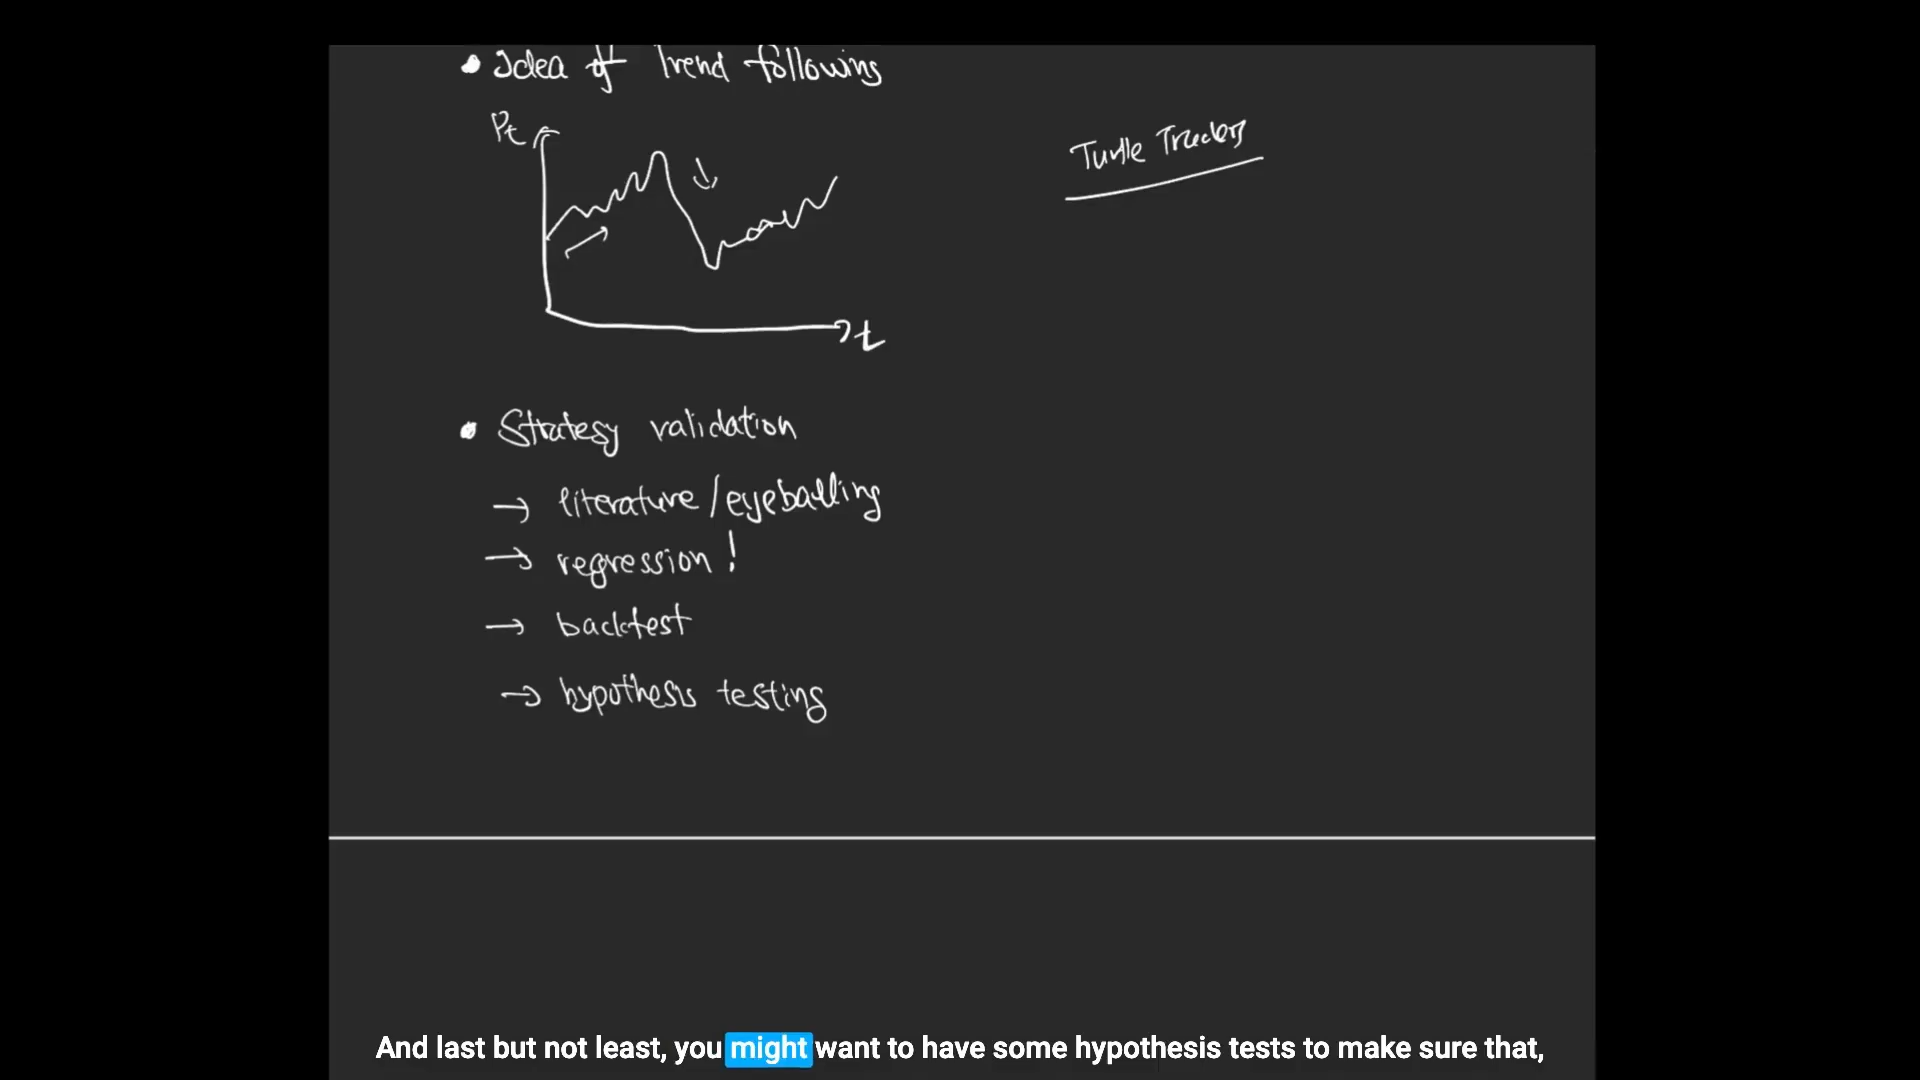 • Idea of Trend following
Pt
Turtle Traders
t
• Strategy validation
→ literature/eyeballing
→ regression!
→ backtest
→ hypothesis testing
And last but not least, you might want to have some hypothesis tests to make sure that,